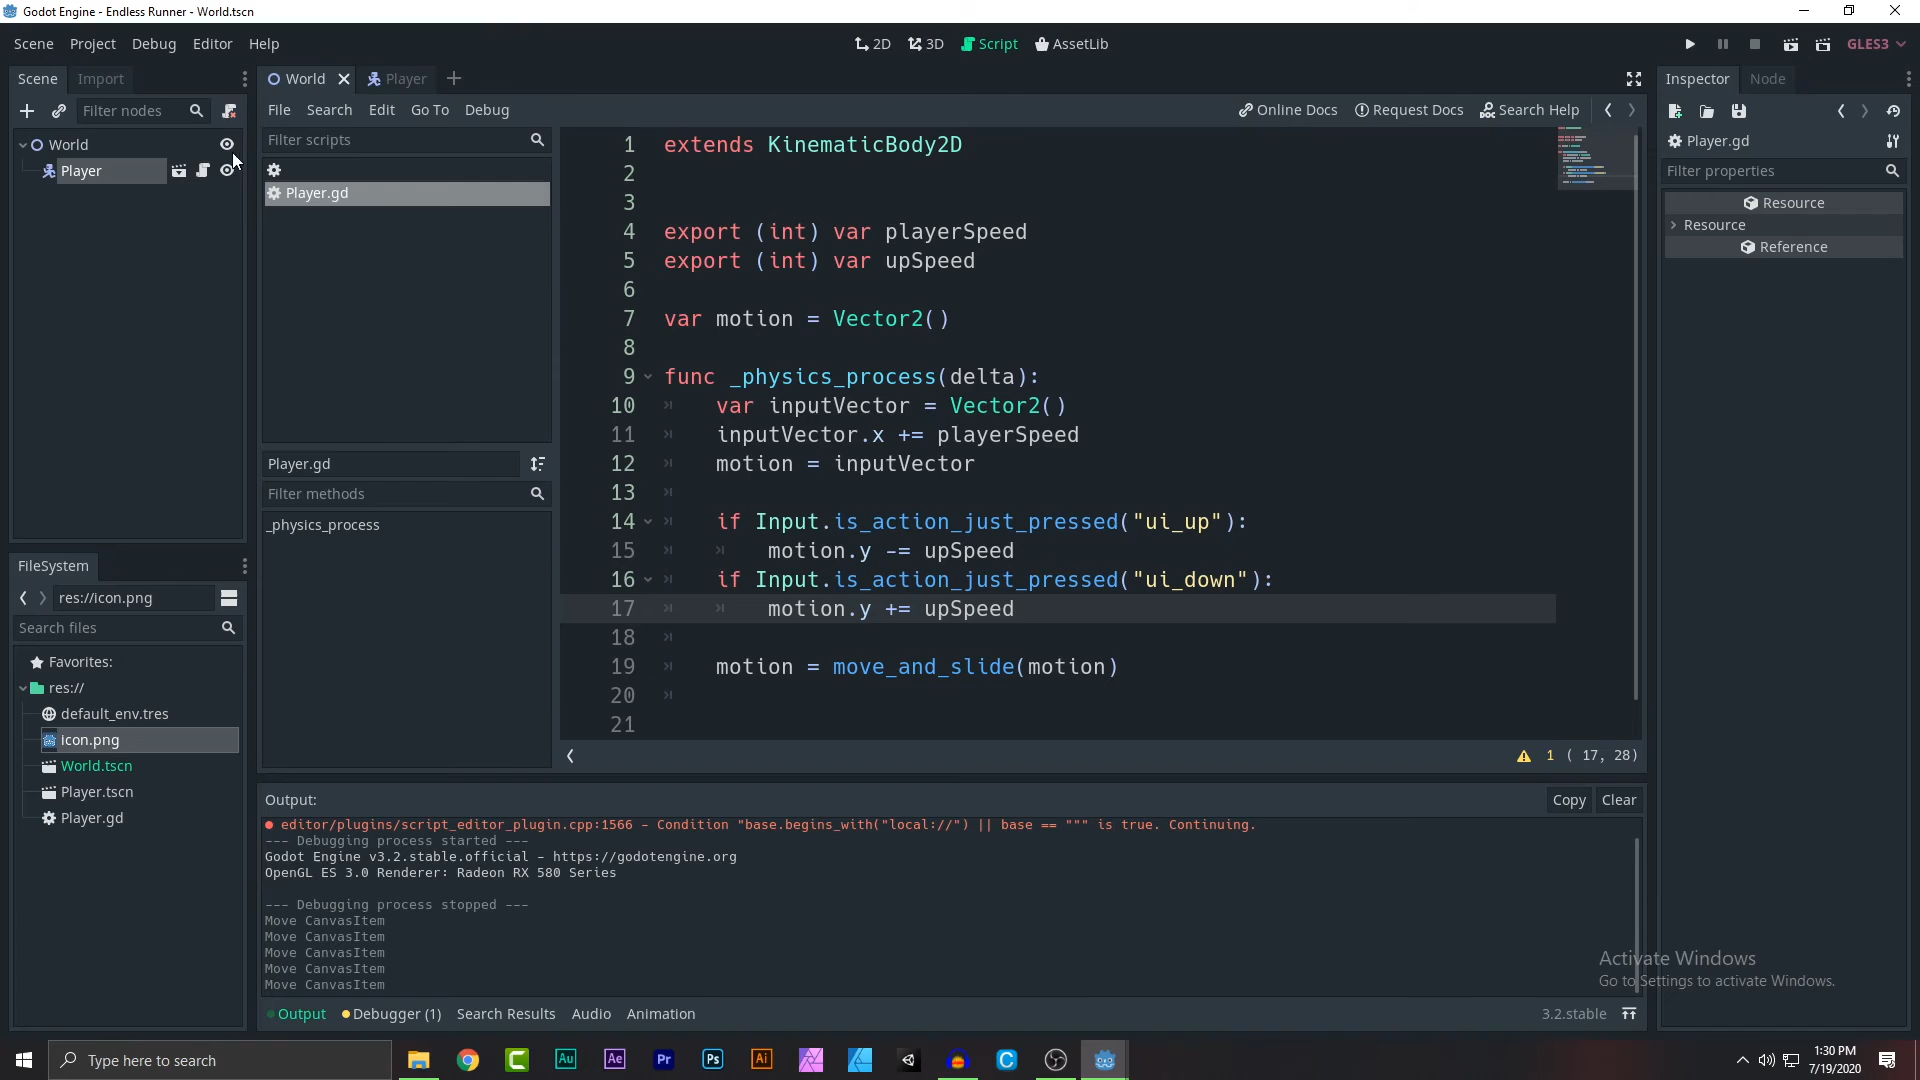 Godot Engine - Endless Runner - World.tscn
Scene Project Debug Editor Help
2D 3D Script AssetLib
GLES3
Scene Import
World Player
Inspector Node
Filter nodes
File Search Edit Go To Debug
Online Docs Request Docs Search Help
World
Player
Filter scripts
Player.gd
Player.gd
Filter methods
_physics_process
1 extends KinematicBody2D
2
3
4 export (int) var playerSpeed
5 export (int) var upSpeed
6
7 var motion = Vector2()
8
9 func _physics_process(delta):
10 var inputVector = Vector2()
11 inputVector.x += playerSpeed
12 motion = inputVector
13
14 if Input.is_action_just_pressed("ui_up"):
15 motion.y -= upSpeed
16 if Input.is_action_just_pressed("ui_down"):
17 motion.y += upSpeed
18
19 motion = move_and_slide(motion)
20
21
1 ( 17, 28)
Player.gd
Filter properties
Resource
Resource
Reference
FileSystem
res://icon.png
Search files
Favorites:
res://
default_env.tres
icon.png
World.tscn
Player.tscn
Player.gd
Output:
Copy Clear
editor/plugins/script_editor_plugin.cpp:1566 - Condition "base.begins_with("local://") || base == """ is true. Continuing.
--- Debugging process started ---
Godot Engine v3.2.stable.official - https://godotengine.org
OpenGL ES 3.0 Renderer: Radeon RX 580 Series
--- Debugging process stopped ---
Move CanvasItem
Move CanvasItem
Move CanvasItem
Move CanvasItem
Move CanvasItem
Output Debugger (1) Search Results Audio Animation
3.2.stable
Activate Windows
Go to Settings to activate Windows.
Type here to search
Au Ae Pr Ps Ai C
1:30 PM
7/19/2020